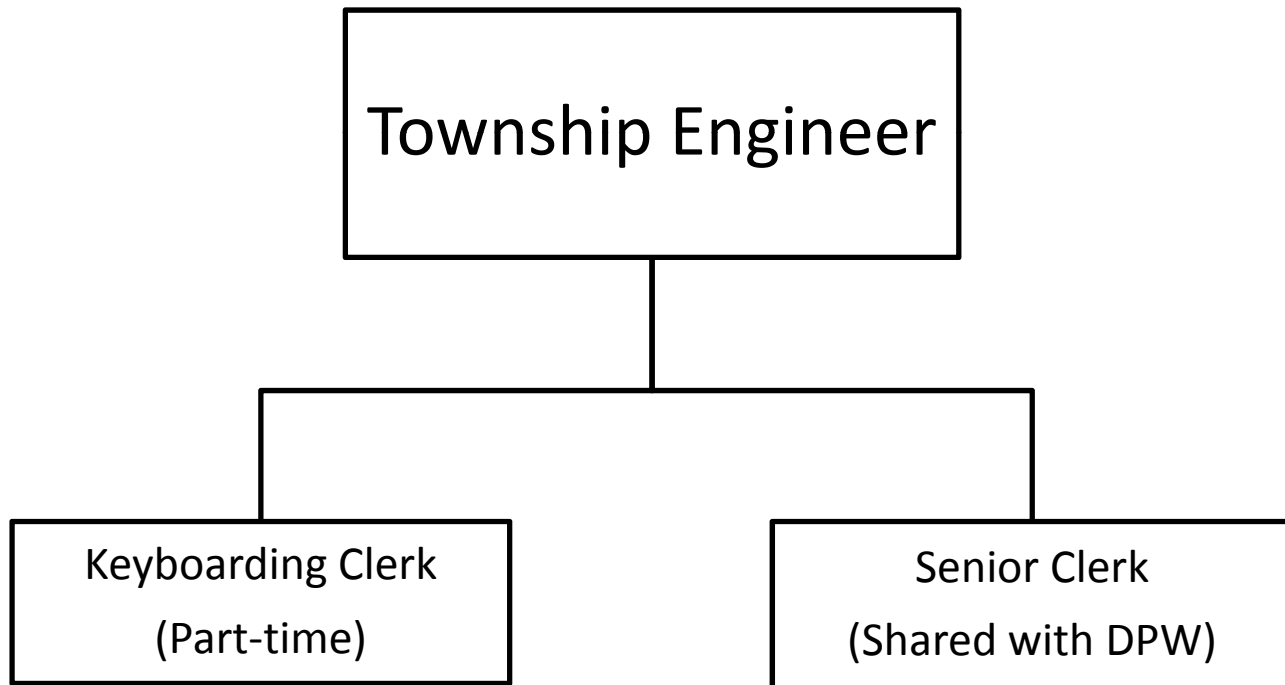 Township Engineer
Keyboarding Clerk
(Part-time)
Senior Clerk
(Shared with DPW)